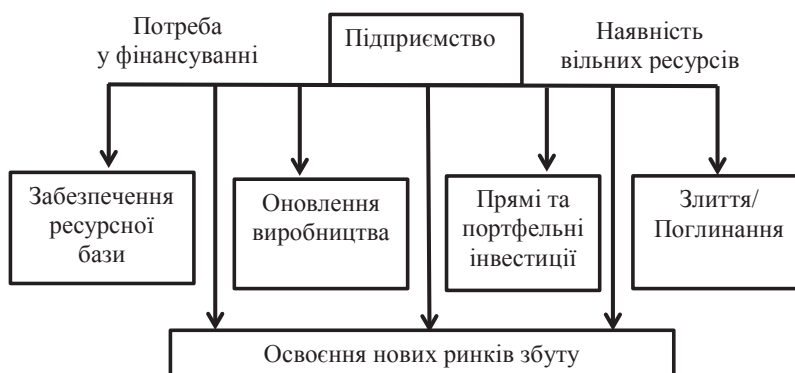 Потреба
у фінансуванні
Підприємство
Наявність
вільних ресурсів
Забезпечення
ресурсної
бази
Оновлення
виробництва
Прямі та
портфельні
інвестиції
Злиття/
Поглинання
Освоєння нових ринків збуту